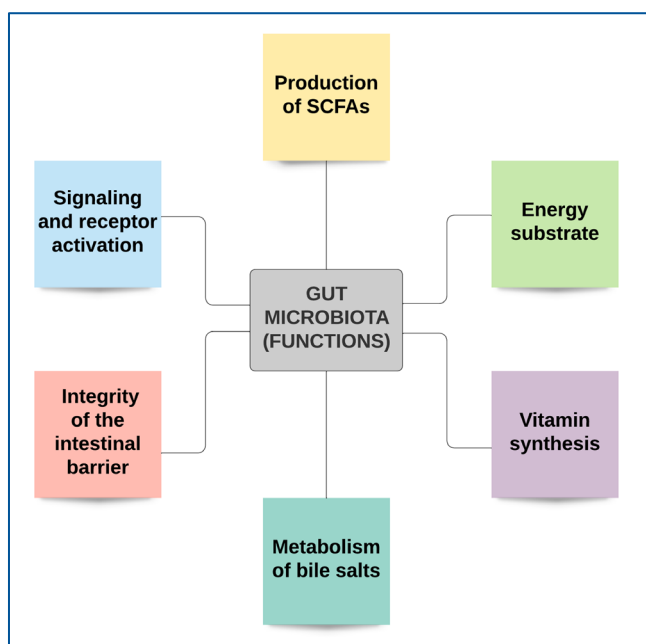 Production
of SCFAs
Signaling
and receptor
activation
Energy
substrate
GUT
MICROBIOTA
(FUNCTIONS)
Integrity
of the
intestinal
barrier
Vitamin
synthesis
Metabolism
of bile salts